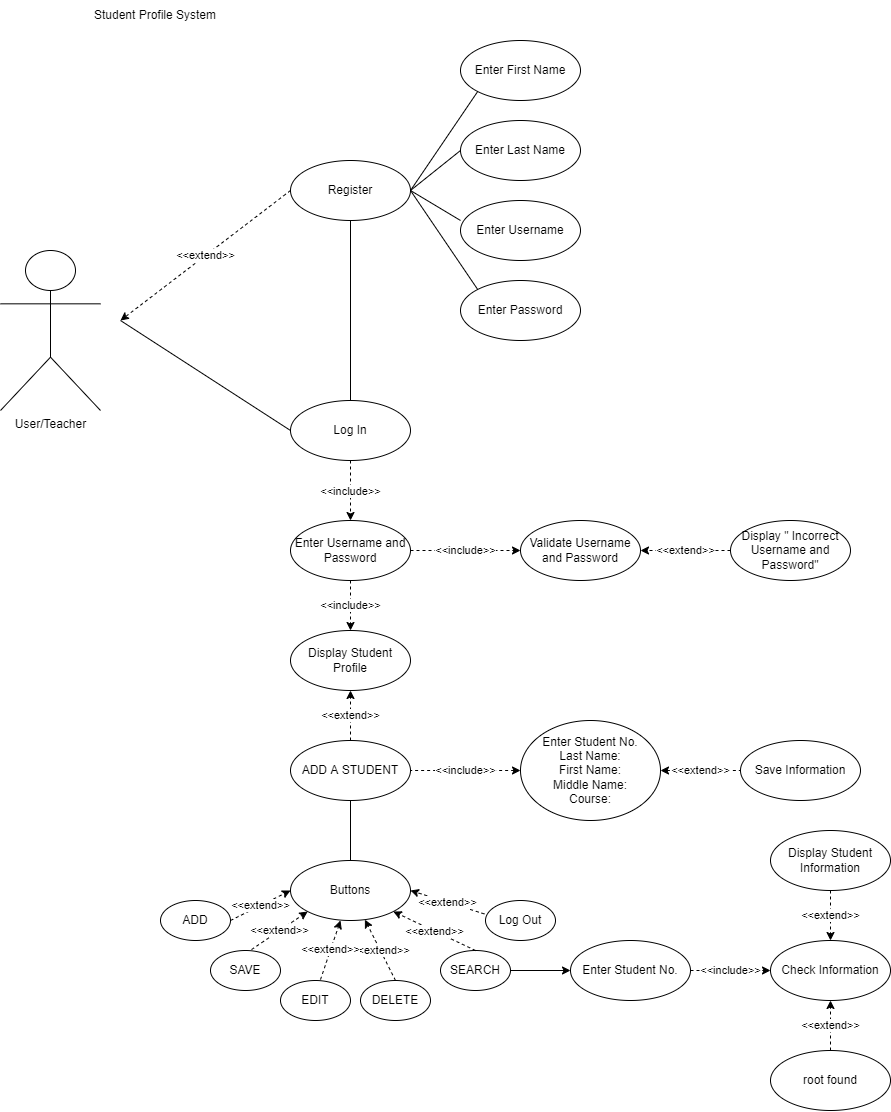 Student Profile System
Enter First Name
Enter Last Name
Register
Enter Username
<<extend>>
Enter Password
User/Teacher
Log In
<<include>>
Enter Username and
Password
<<include>>
Validate Username
and Password
<<extend>>
Display " Incorrect
Username and
Password"
<<include>>
Display Student
Profile
<<extend>>
ADD A STUDENT
<<include>>
Enter Student No.
Last Name:
First Name:
Middle Name:
Course:
<<extend>>
Save Information
Display Student
Information
Buttons
<<extend>>
<<extend>>
ADD
Log Out
<<extend>>
<<extend>>
<<extend>>
<<extend>>
<<extend>>
SAVE
SEARCH
Enter Student No.
<<include>>
Check Information
EDIT
DELETE
<<extend>>
root found